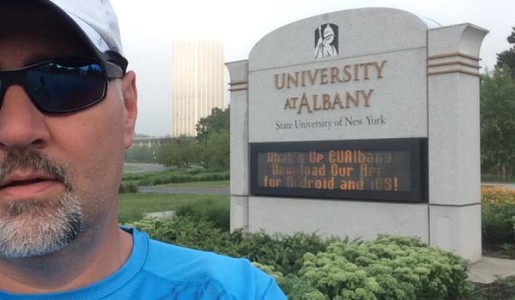 UNIVERSITY
AT ALBANY
State University of New York
What's Up @UAlbany
Download Our App
for Android and iOS!